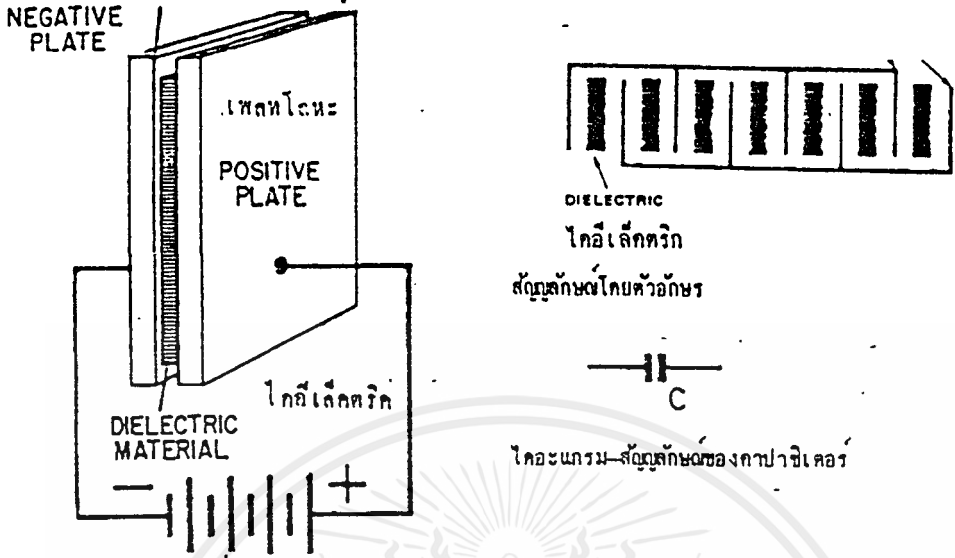 NEGATIVE
PLATE
เพลทโลหะ
POSITIVE
PLATE
ไดอีเล็คตริค
DIELECTRIC
MATERIAL
− +
DIELECTRIC
ไดอีเล็คตริก
สัญญลักษณ์โดยตัวอักษร
C
ไดอะแกรม–สัญญลักษณ์ของคาปาซิเตอร์